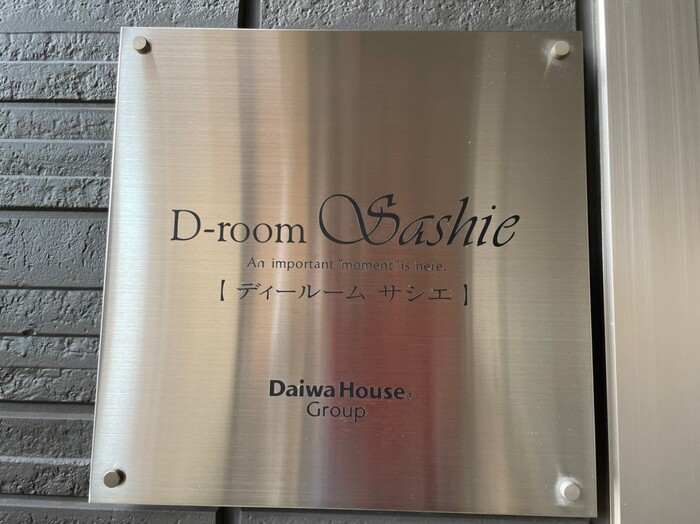 D-room Sashie
An important "moment" is here.
【 ディールーム サシエ 】
Daiwa House®
Group